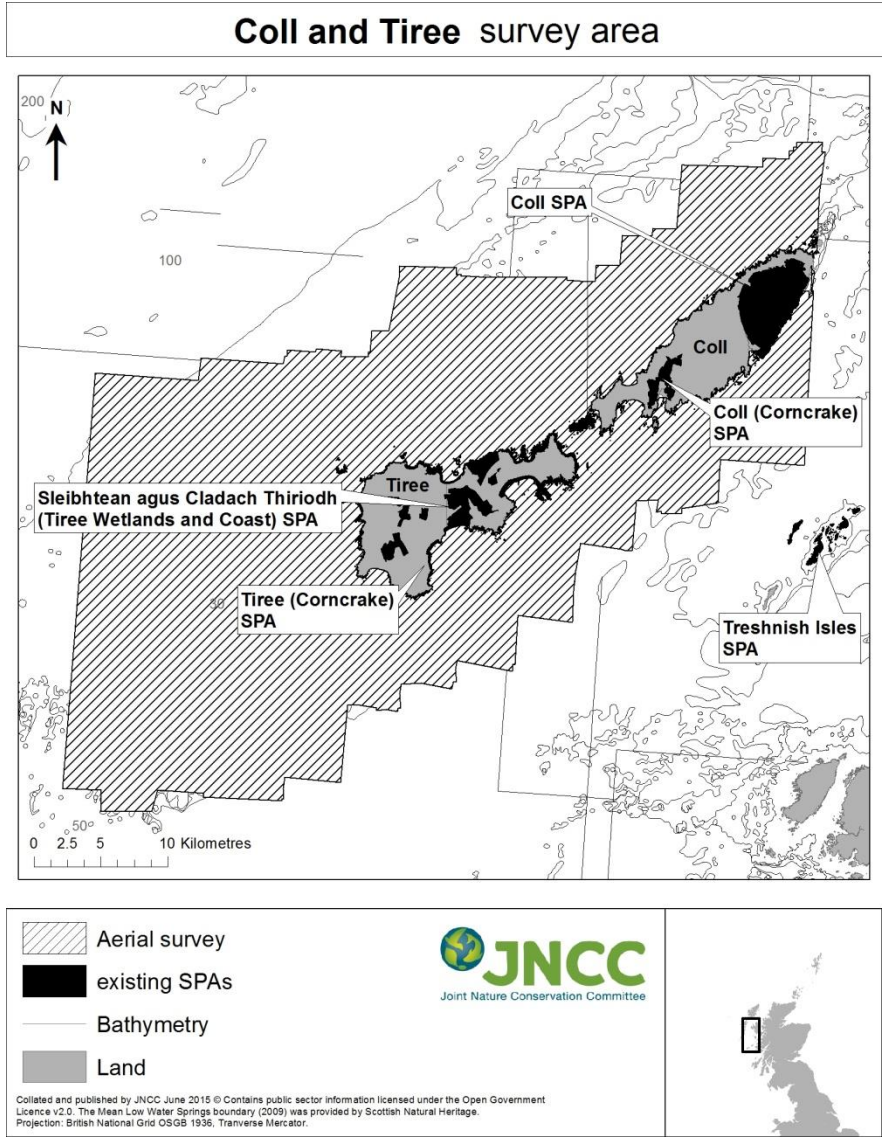 Coll and Tiree survey area
200
N
Coll SPA
100
Coll
Coll (Corncrake)
SPA
Tiree
Sleibhtean agus Cladach Thiriodh
(Tiree Wetlands and Coast) SPA
30
Tiree (Corncrake)
SPA
Treshnish Isles
SPA
50
0 2.5 5 10 Kilometres
Aerial survey
existing SPAs
Bathymetry
Land
JNCC
Joint Nature Conservation Committee
Collated and published by JNCC June 2015 © Contains public sector information licensed under the Open Government
Licence v2.0. The Mean Low Water Springs boundary (2009) was provided by Scottish Natural Heritage.
Projection: British National Grid OSGB 1936, Tranverse Mercator.